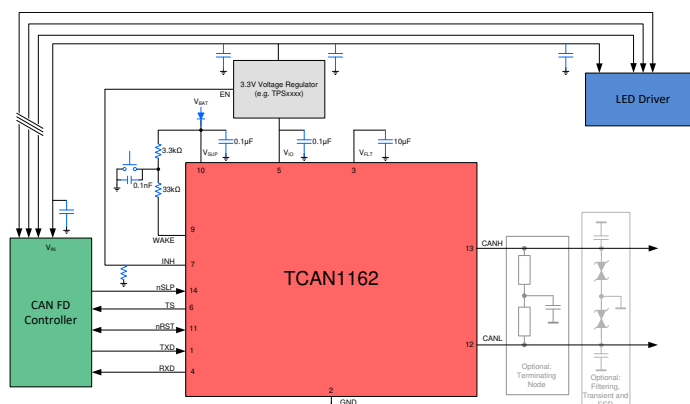 3.3V Voltage Regulator
(e.g. TPSxxxx)
EN
LED Driver
VBAT
3.3kΩ
0.1µF
0.1µF
10µF
VSUP
VIO
VFLT
10
5
3
0.1nF
33kΩ
9
WAKE
VIN
INH
7
CAN FD
Controller
nSLP
14
TS
6
nRST
11
TXD
1
RXD
4
TCAN1162
13
CANH
12
CANL
2
GND
Optional:
Terminating
Node
Optional:
Filtering,
Transient and
ESD